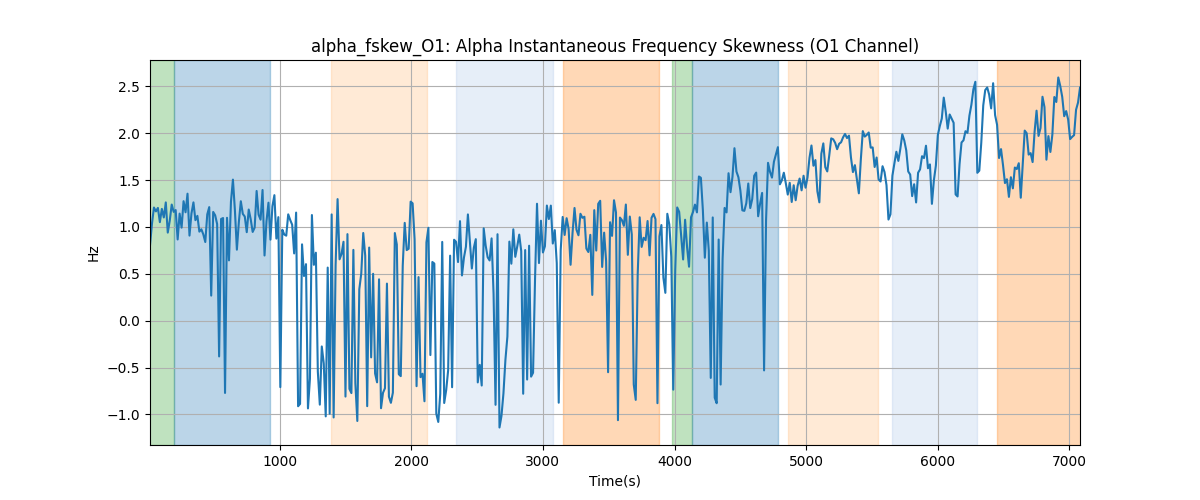 alpha_fskew_O1: Alpha Instantaneous Frequency Skewness (O1 Channel)
2.5
2.0
1.5
1.0
0.5
0.0
−0.5
−1.0
Hz
1000 2000 3000 4000 5000 6000 7000
Time(s)